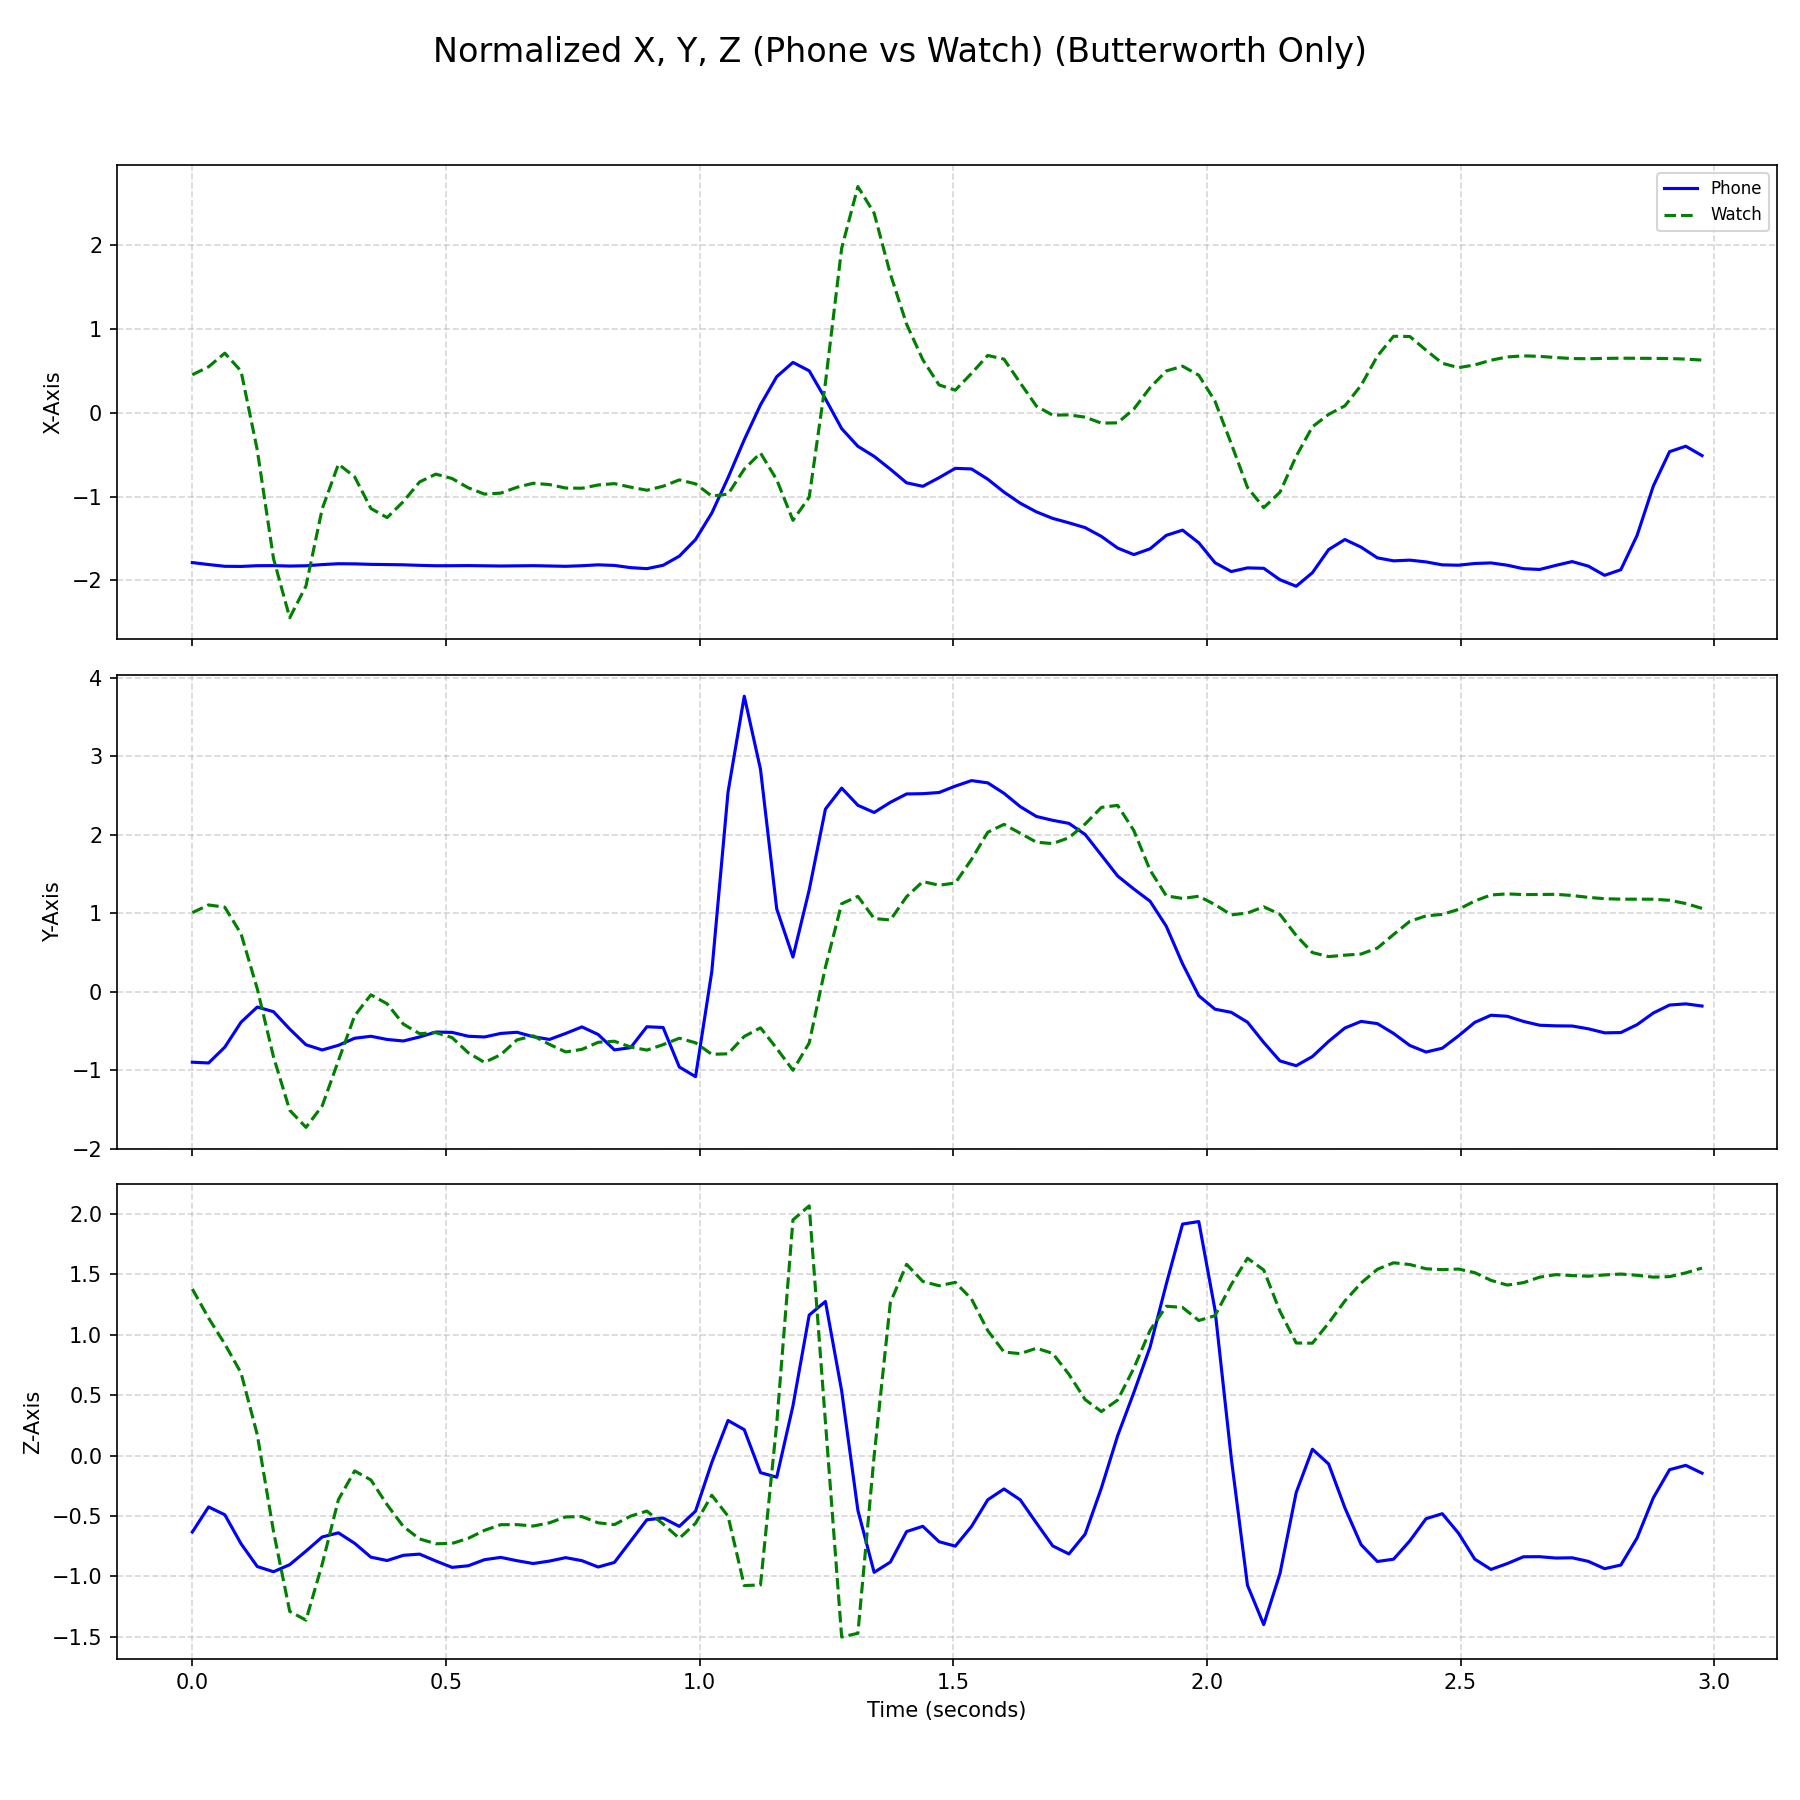 Normalized X, Y, Z (Phone vs Watch) (Butterworth Only)
Phone
Watch
2
1
0
−1
−2
X-Axis
4
3
2
1
0
−1
−2
Y-Axis
2.0
1.5
1.0
0.5
0.0
−0.5
−1.0
−1.5
Z-Axis
0.0 0.5 1.0 1.5 2.0 2.5 3.0
Time (seconds)